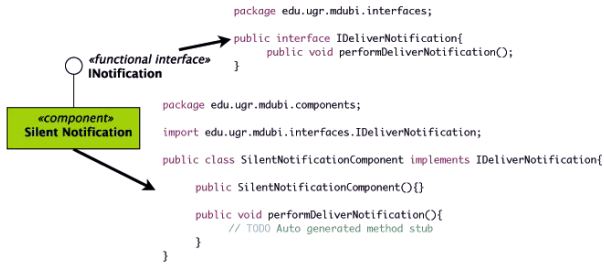 package edu.ugr.mdubi.interfaces;
public interface IDeliverNotification{
public void performDeliverNotification();
}
«functional interface»
INotification
«component»
Silent Notification
package edu.ugr.mdubi.components;
import edu.ugr.mdubi.interfaces.IDeliverNotification;
public class SilentNotificationComponent implements IDeliverNotification{
public SilentNotificationComponent(){}
public void performDeliverNotification(){
// TODO Auto generated method stub
}
}